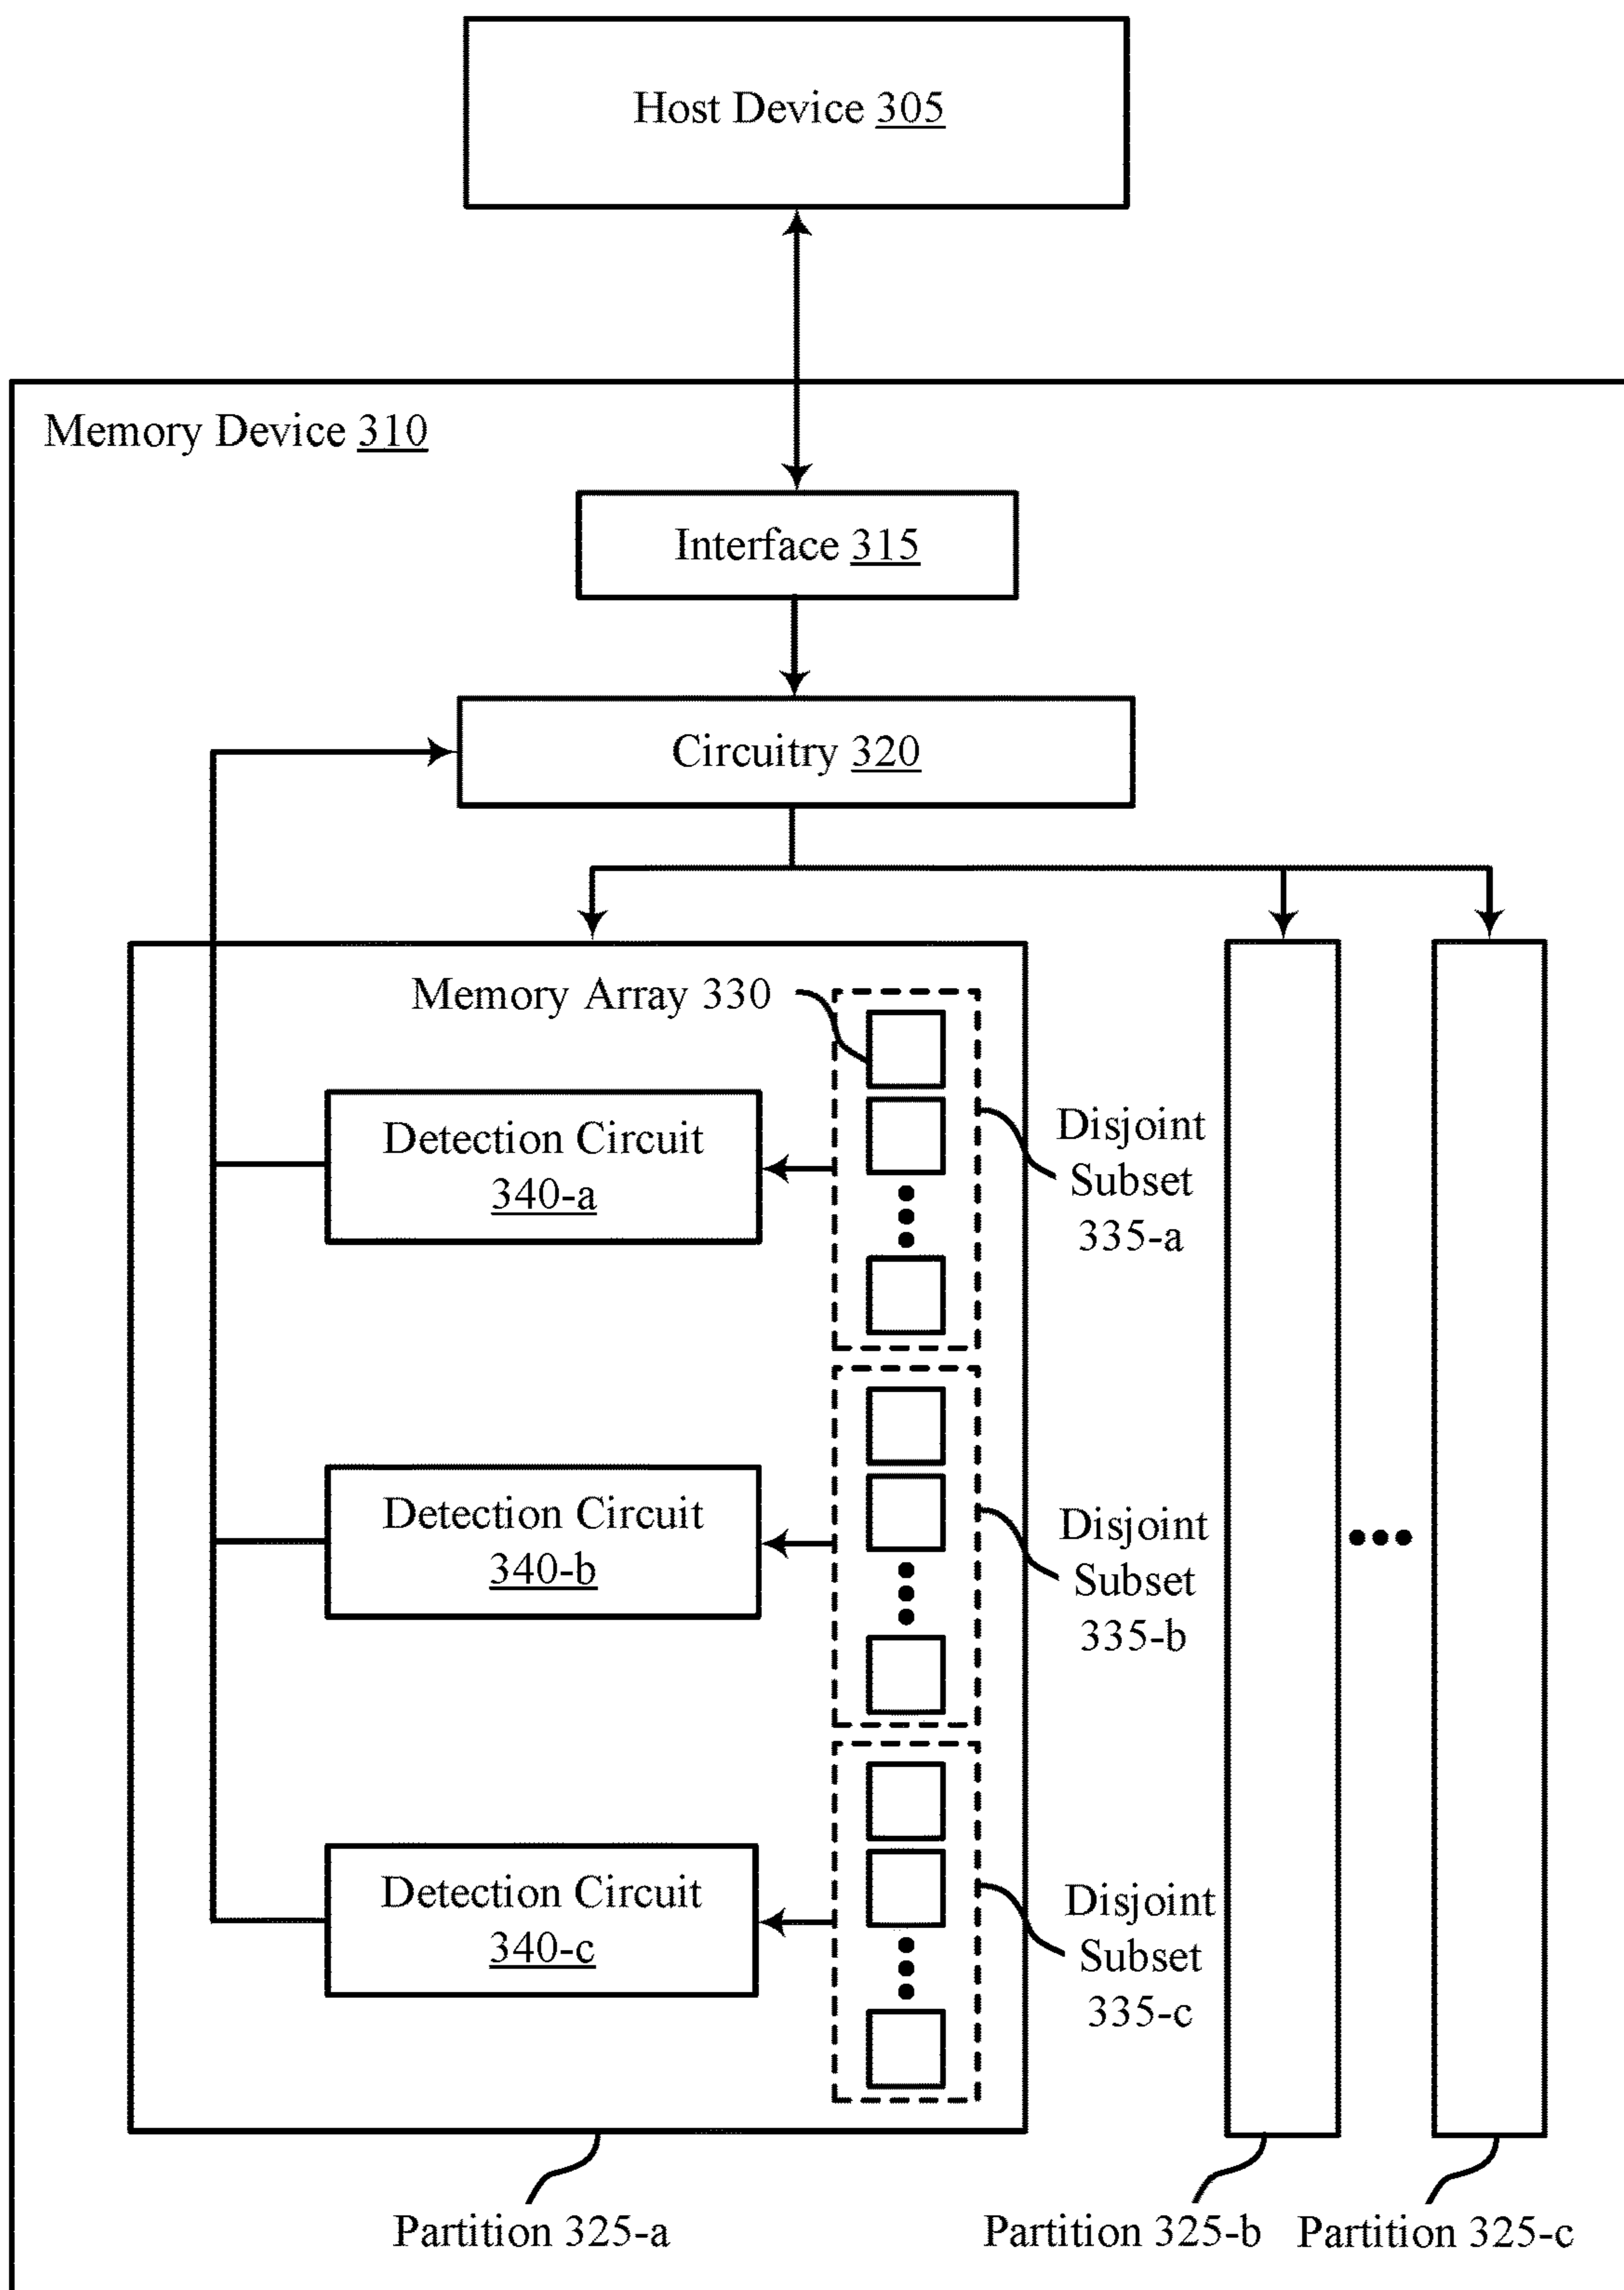 Host Device 305
Memory Device 310
Interface 315
Circuitry 320
Memory Array 330
Detection Circuit
340-a
Disjoint
Subset
335-a
Detection Circuit
340-b
Disjoint
Subset
335-b
Detection Circuit
340-c
Disjoint
Subset
335-c
Partition 325-a
Partition 325-b
Partition 325-c